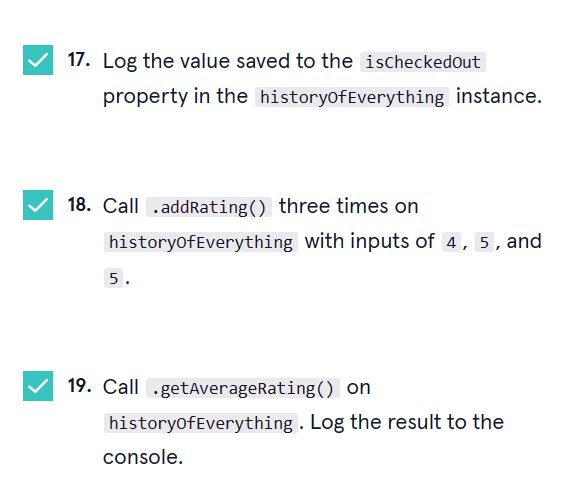 17. Log the value saved to the isCheckedOut
property in the historyOfEverything instance.
18. Call .addRating() three times on
historyOfEverything with inputs of 4, 5, and
5.
19. Call .getAverageRating() on
historyOfEverything. Log the result to the
console.